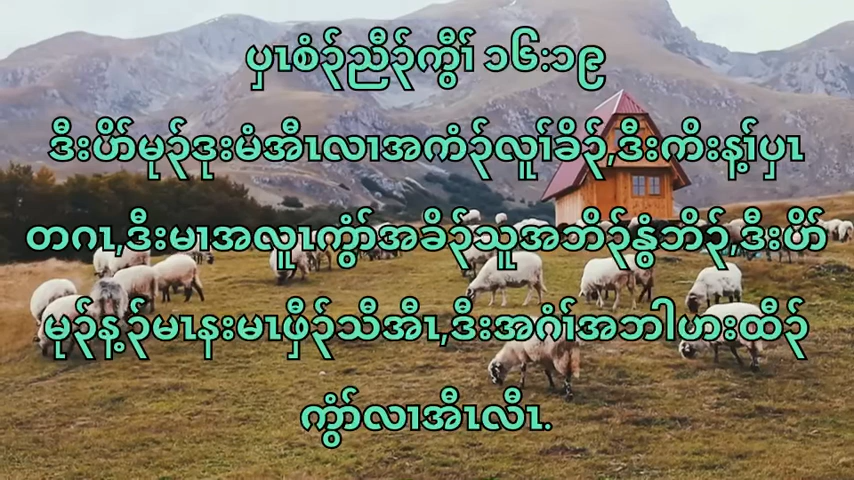 ပှၤစံၣ်ညီၣ်ကွီၢ် ၁၆:၁၉
ဒီးဟိာ်မုၣ်ဒုးမံအီၤလၢအကံၣ်လူၢ်ခိၣ်,ဒီးကိးန့ၢ်ပှၤ
တဂၤ,ဒီးမၢအလူၤကွံာ်အခိၣ်သူအဘိၣ်နွံဘိၣ်,ဒီးဟိာ်
မုၣ်န့ၣ်မၤနးမၤဖှီၣ်သီအီၤ,ဒီးအဂံၢ်အဘါဟးထီၣ်
ကွံာ်လၢအီၤလီၤ.